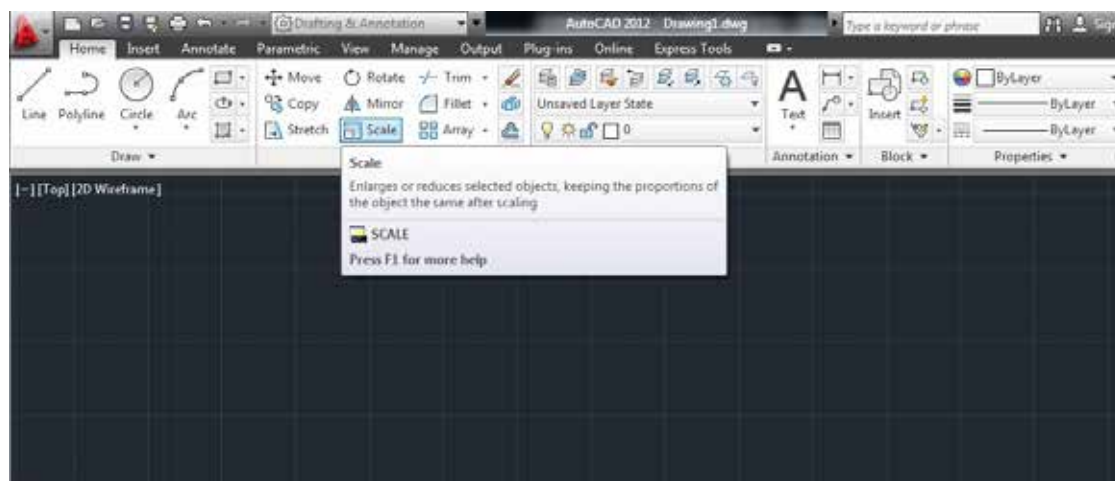 Drafting & Annotation
AutoCAD 2012 Drawing1.dwg
Type a keyword or phrase
Sign
Home Insert Annotate Parametric View Manage Output Plug-ins Online Express Tools
Line Polyline Circle Arc
Move Rotate Trim
Copy Mirror Fillet
Stretch Scale Array
Unsaved Layer State
0
Text
Insert
ByLayer
ByLayer
ByLayer
Draw
Annotation
Block
Properties
Scale
Enlarges or reduces selected objects, keeping the proportions of
the object the same after scaling
SCALE
Press F1 for more help
[−][Top][2D Wireframe]